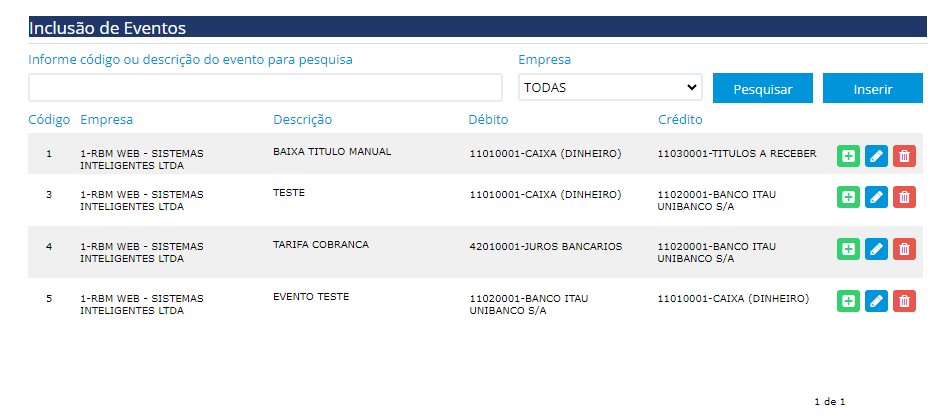 Inclusão de Eventos
Informe código ou descrição do evento para pesquisa
Empresa
TODAS
Pesquisar
Inserir
Código Empresa Descrição Débito Crédito
1 1-RBM WEB - SISTEMAS BAIXA TITULO MANUAL 11010001-CAIXA (DINHEIRO) 11030001-TITULOS A RECEBER
INTELIGENTES LTDA
3 1-RBM WEB - SISTEMAS TESTE 11010001-CAIXA (DINHEIRO) 11020001-BANCO ITAU
INTELIGENTES LTDA UNIBANCO S/A
4 1-RBM WEB - SISTEMAS TARIFA COBRANCA 42010001-JUROS BANCARIOS 11020001-BANCO ITAU
INTELIGENTES LTDA UNIBANCO S/A
5 1-RBM WEB - SISTEMAS EVENTO TESTE 11020001-BANCO ITAU 11010001-CAIXA (DINHEIRO)
INTELIGENTES LTDA UNIBANCO S/A
1 de 1